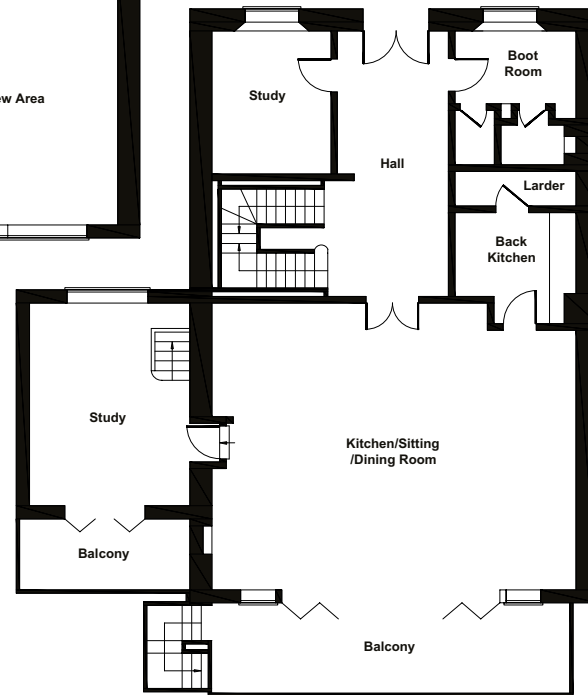 ew Area
Study
Boot
Room
Hall
Larder
Back
Kitchen
Study
Kitchen/Sitting
/Dining Room
Balcony
Balcony